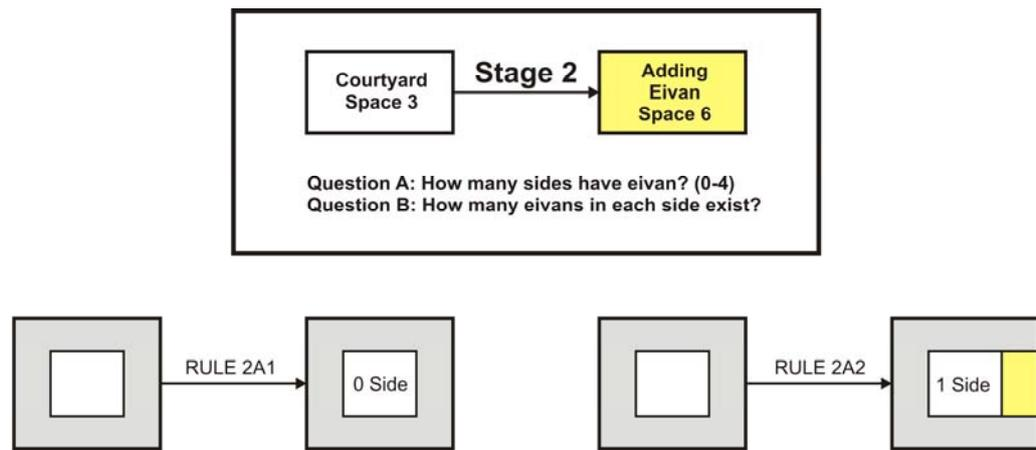 Courtyard
Space 3
Stage 2
Adding
Eivan
Space 6
Question A: How many sides have eivan? (0-4)
Question B: How many eivans in each side exist?
RULE 2A1
0 Side
RULE 2A2
1 Side